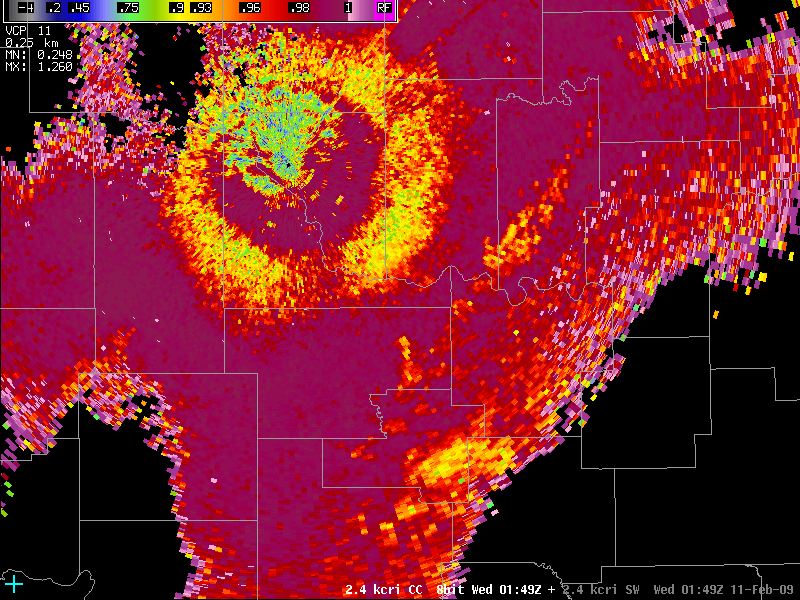 -4 .2 .45 .75 .9 .93 .96 .98 1 RF
VCP 11
0.25 km
MN: 0.248
MX: 1.260
2.4 kcri CC 8bit Wed 01:49Z + 2.4 kcri SW Wed 01:49Z 11-Feb-09